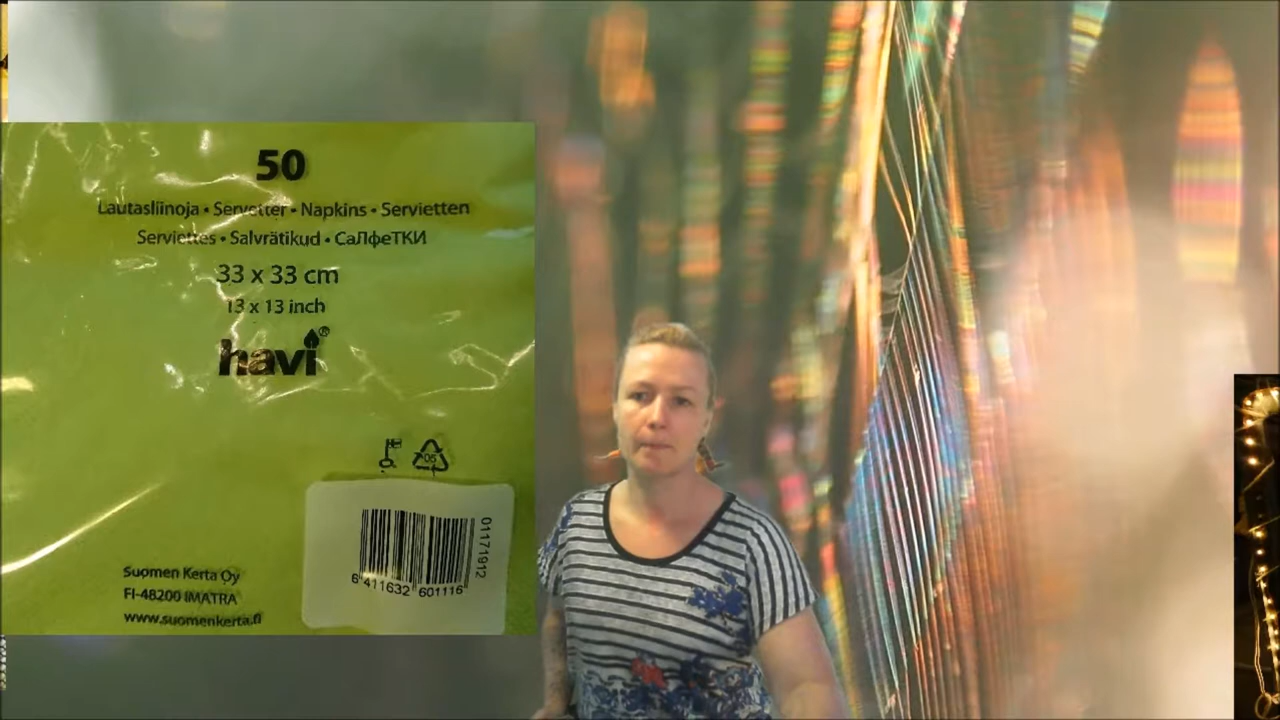 50
Lautasliinoja • Servetter • Napkins • Servietten
Serviettes • Salvrätikud • СаЛфеТКИ
33 x 33 cm
13 x 13 inch
havi®
05
01171912
6 411632 601116
Suomen Kerta Oy
FI-48200 IMATRA
www.suomenkerta.fi